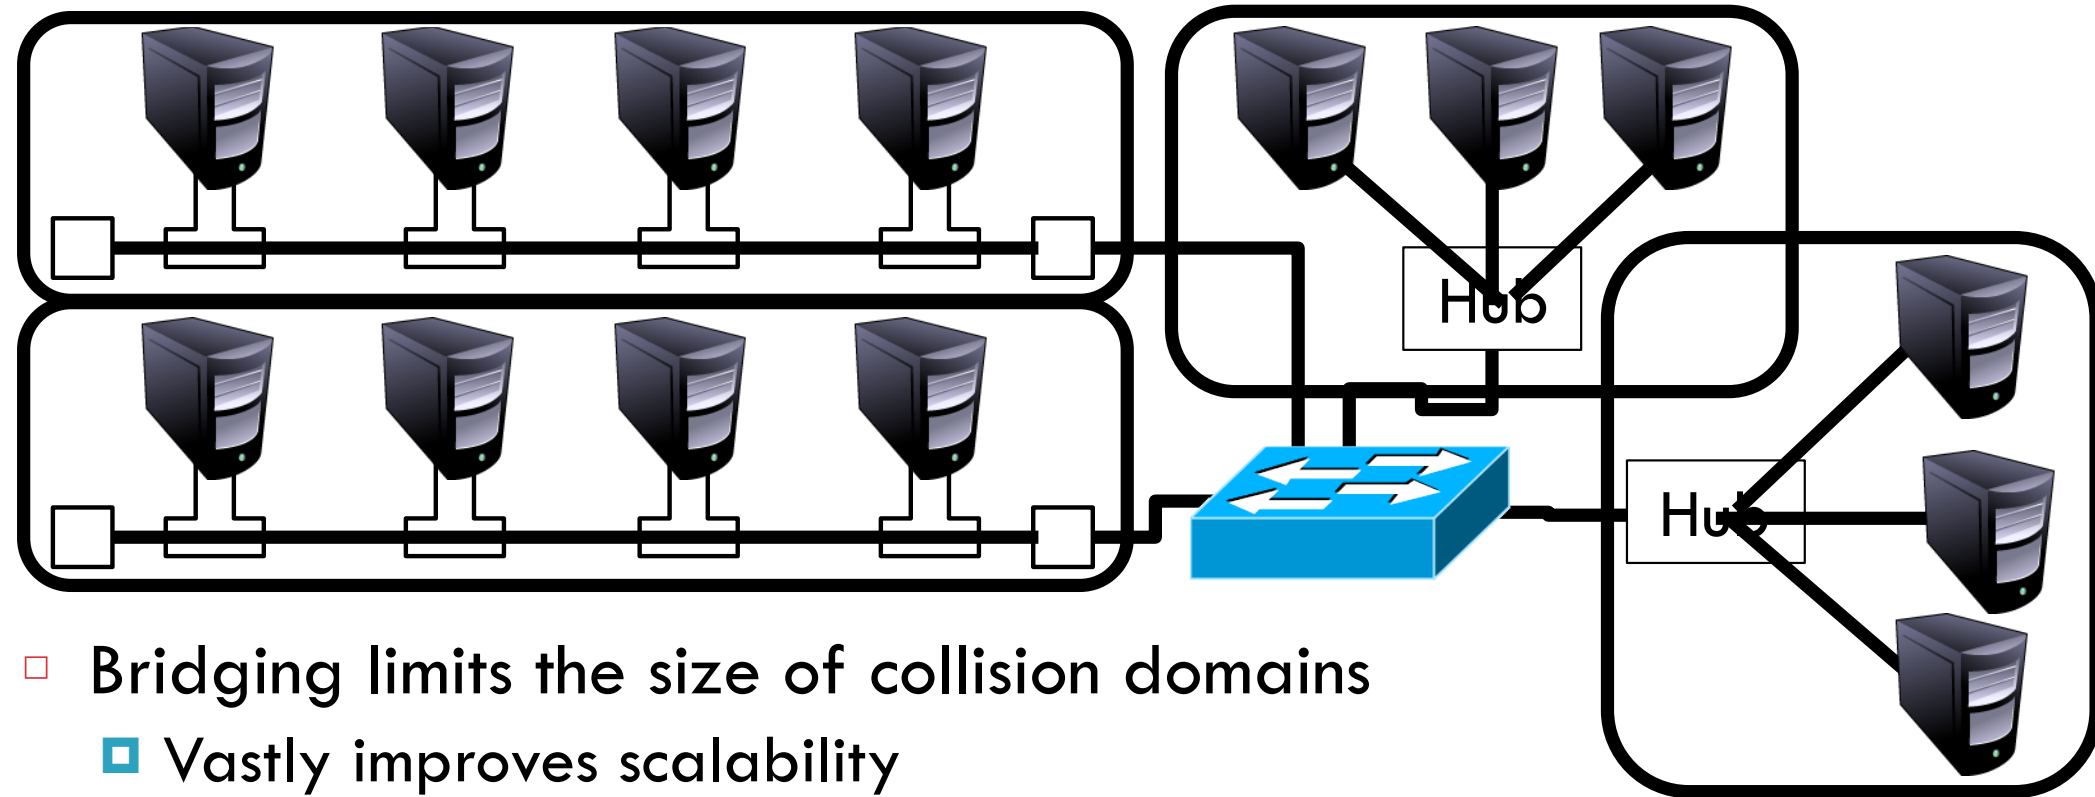 Hub
Hub
Bridging limits the size of collision domains
Vastly improves scalability